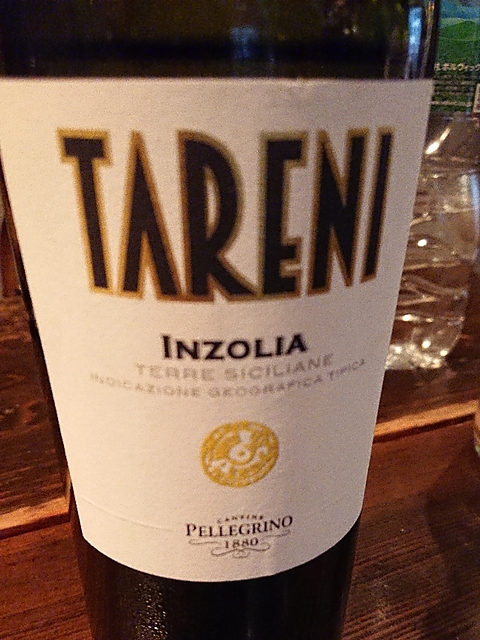 TARENI
INZOLIA
TERRE SICILIANE
INDICAZIONE GEOGRAFICA TIPICA
CANTINE
PELLEGRINO
1880